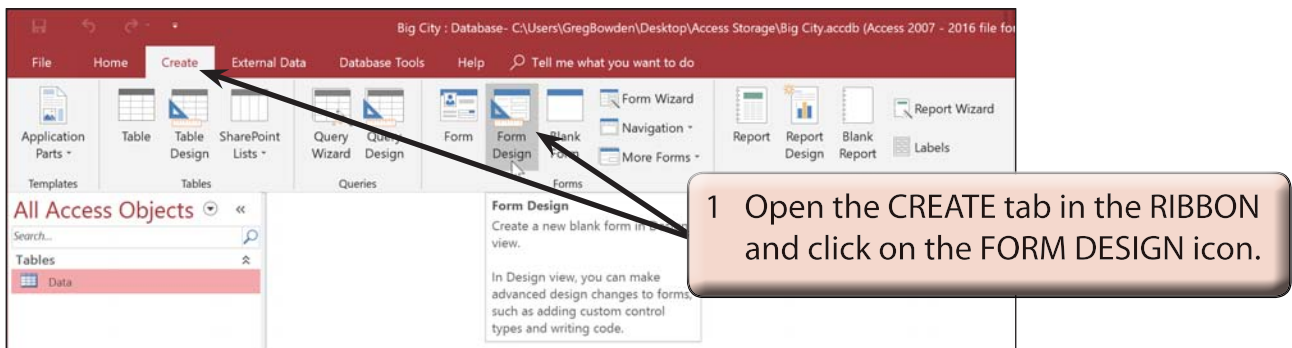 Big City : Database- C:\Users\GregBowden\Desktop\Access Storage\Big City.accdb (Access 2007 - 2016 file for
File Home Create External Data Database Tools Help Tell me what you want to do
Application Parts
Table
Table Design
SharePoint Lists
Query Wizard
Query Design
Form
Form Design
Blank Form
Form Wizard
Navigation
More Forms
Report
Report Design
Blank Report
Report Wizard
Labels
Templates Tables Queries Forms
All Access Objects «
Search...
Tables
Data
Form Design
Create a new blank form in Design
view.
In Design view, you can make
advanced design changes to forms,
such as adding custom control
types and writing code.
1 Open the CREATE tab in the RIBBON
and click on the FORM DESIGN icon.